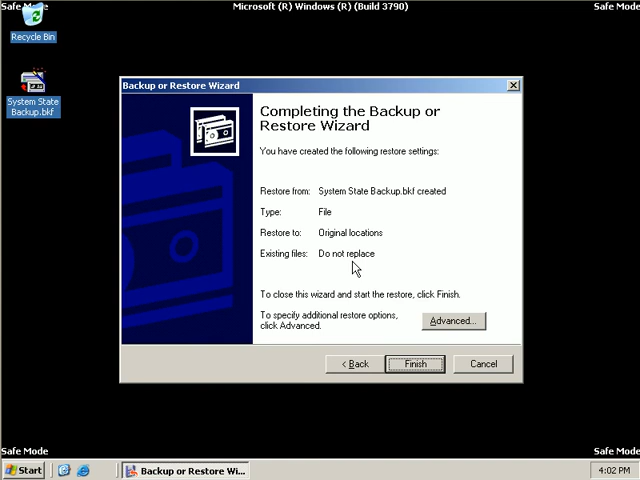 Safe Mode
Microsoft (R) Windows (R) (Build 3790)
Safe Mode
Recycle Bin
System State
Backup.bkf
Backup or Restore Wizard
Completing the Backup or
Restore Wizard
You have created the following restore settings:
Restore from: System State Backup.bkf created
Type: File
Restore to: Original locations
Existing files: Do not replace
To close this wizard and start the restore, click Finish.
To specify additional restore options,
click Advanced.
Advanced...
< Back
Finish
Cancel
Safe Mode
Safe Mode
Start
Backup or Restore Wi...
4:02 PM